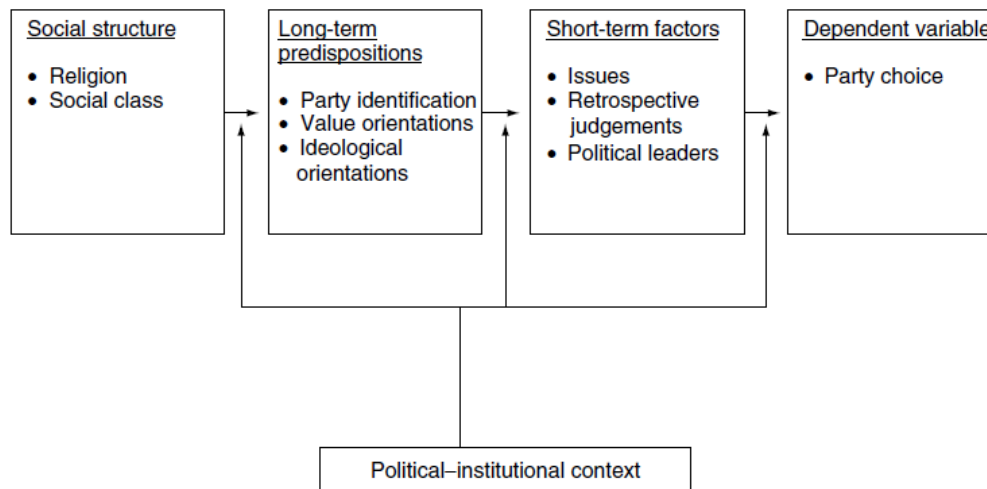 Social structure
• Religion
• Social class
Long-term
predispositions
• Party identification
• Value orientations
• Ideological
orientations
Short-term factors
• Issues
• Retrospective
judgements
• Political leaders
Dependent variable
• Party choice
Political–institutional context